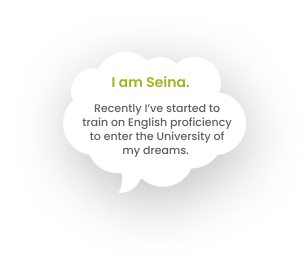 I am Seina.
Recently I’ve started to
train on English proficiency
to enter the University of
my dreams.